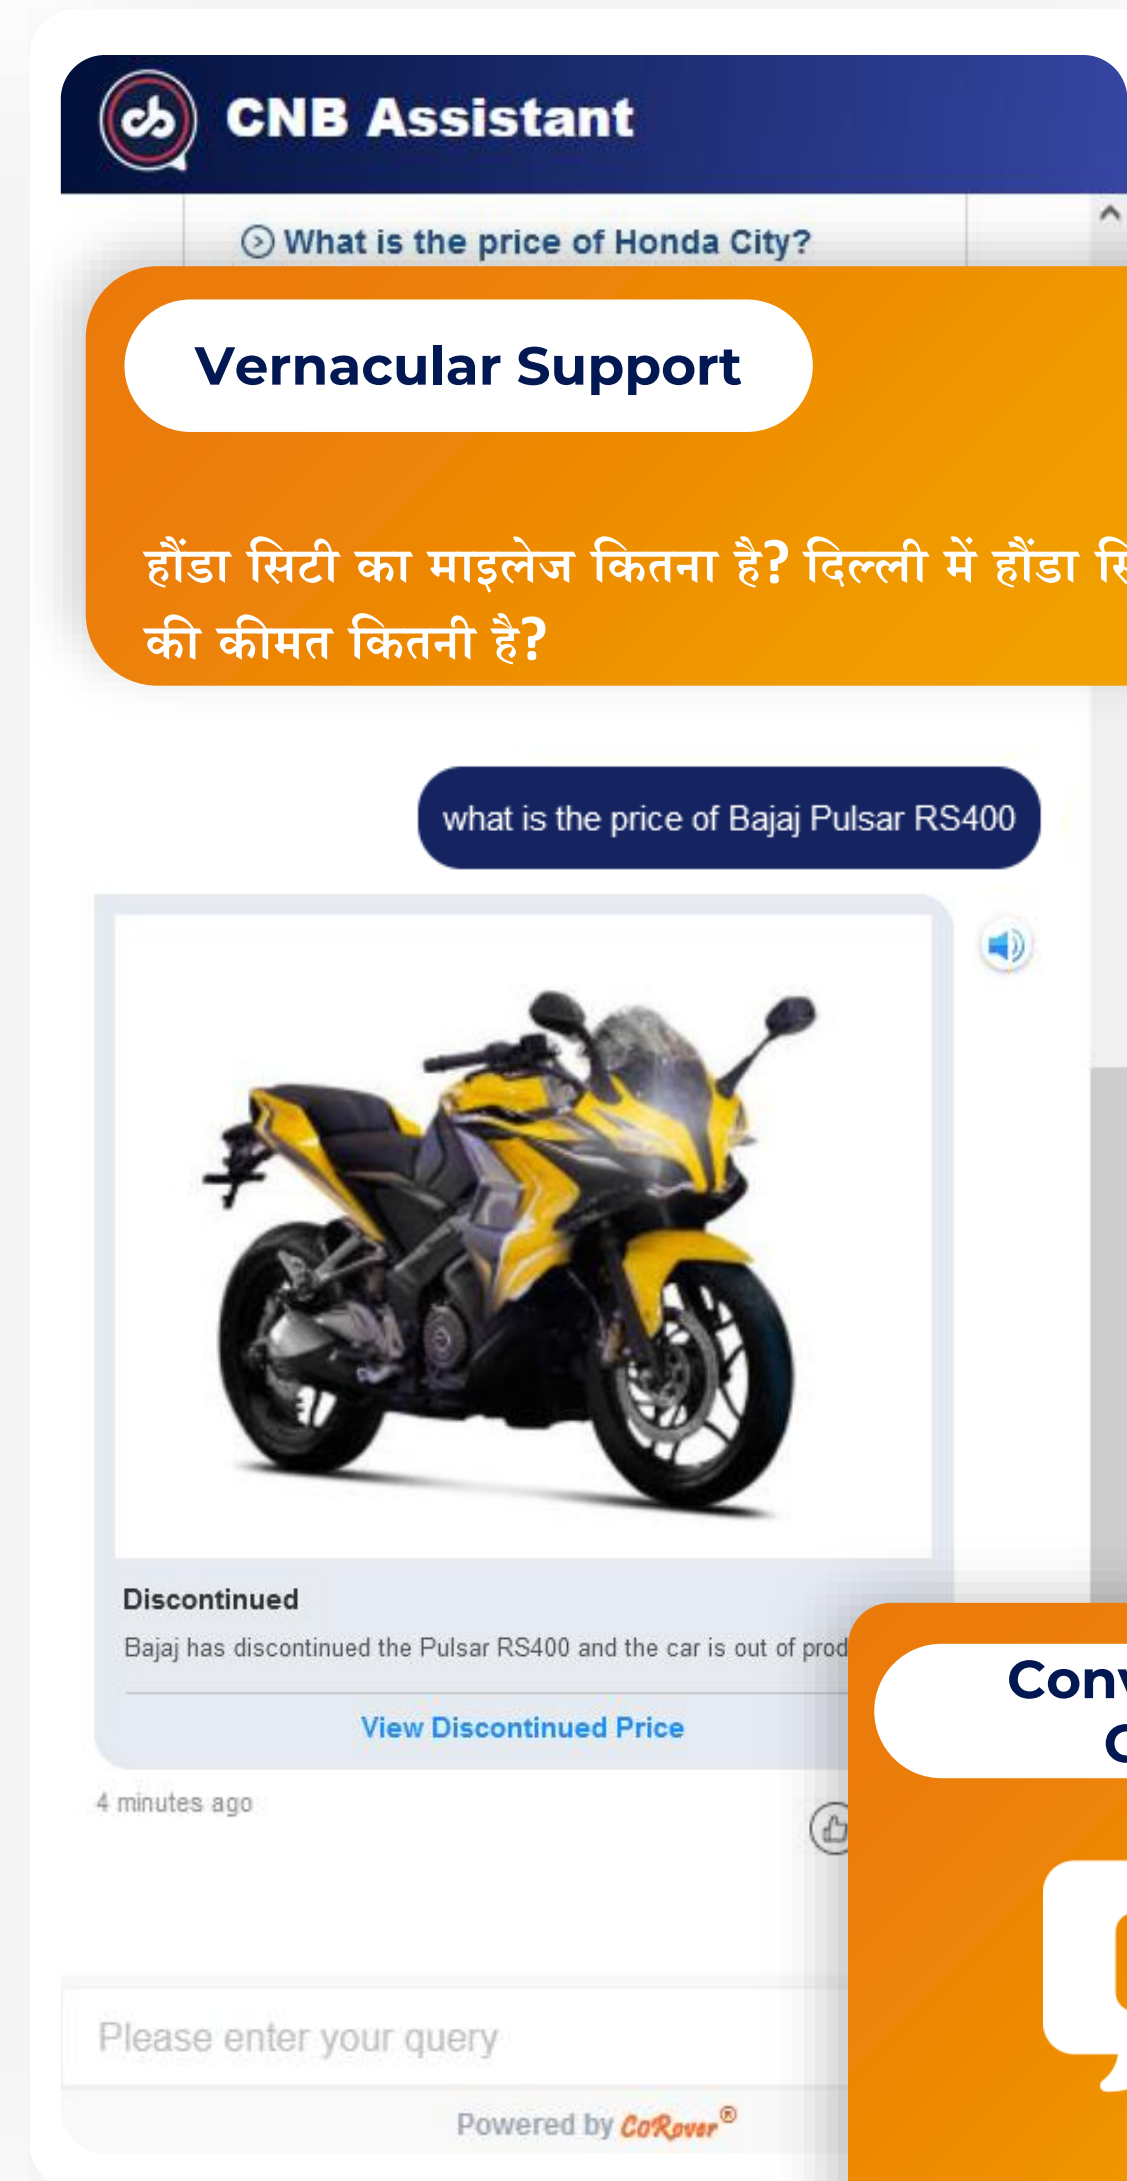 CNB Assistant
What is the price of Honda City?
Vernacular Support
हौंडा सिटी का माइलेज कितना है? दिल्ली में हौंडा
की कीमत कितनी है?
what is the price of Bajaj Pulsar RS400
Discontinued
Bajaj has discontinued the Pulsar RS400 and the car is out of prod
View Discontinued Price
4 minutes ago
Please enter your query
Powered by CoRover®